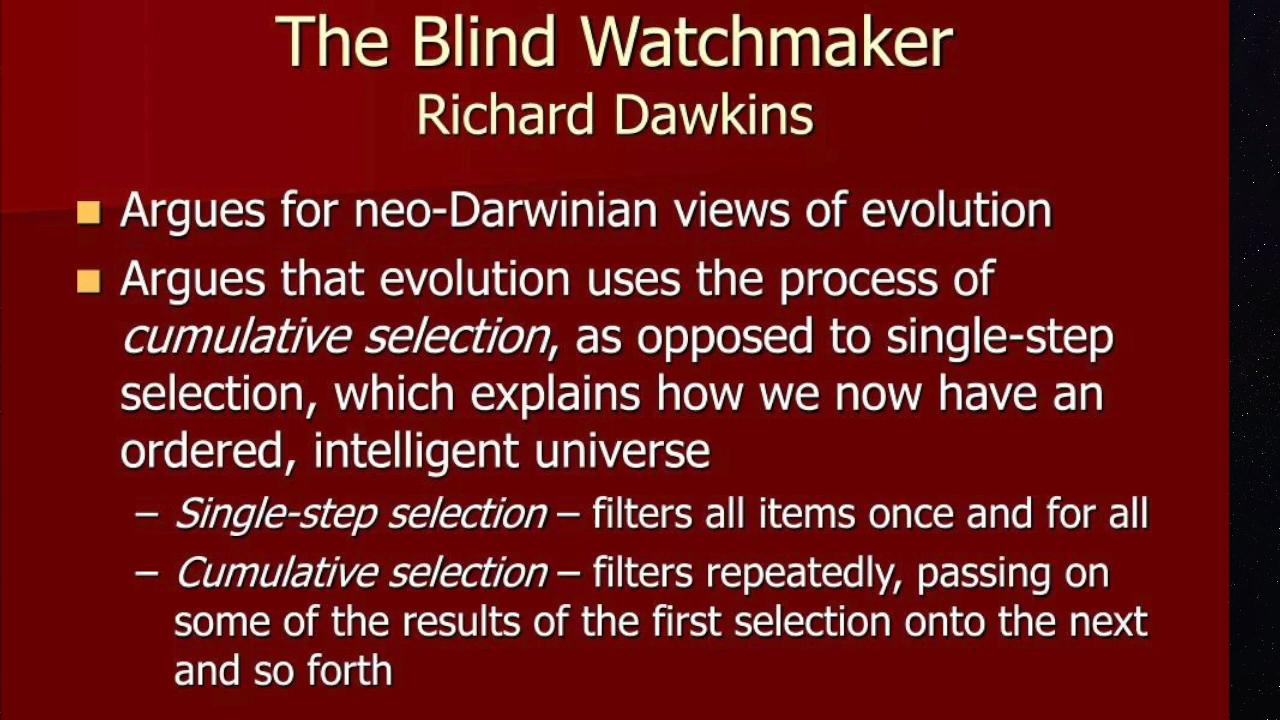 The Blind Watchmaker
Richard Dawkins
Argues for neo-Darwinian views of evolution
Argues that evolution uses the process of
cumulative selection, as opposed to single-step
selection, which explains how we now have an
ordered, intelligent universe
– Single-step selection – filters all items once and for all
– Cumulative selection – filters repeatedly, passing on
some of the results of the first selection onto the next
and so forth